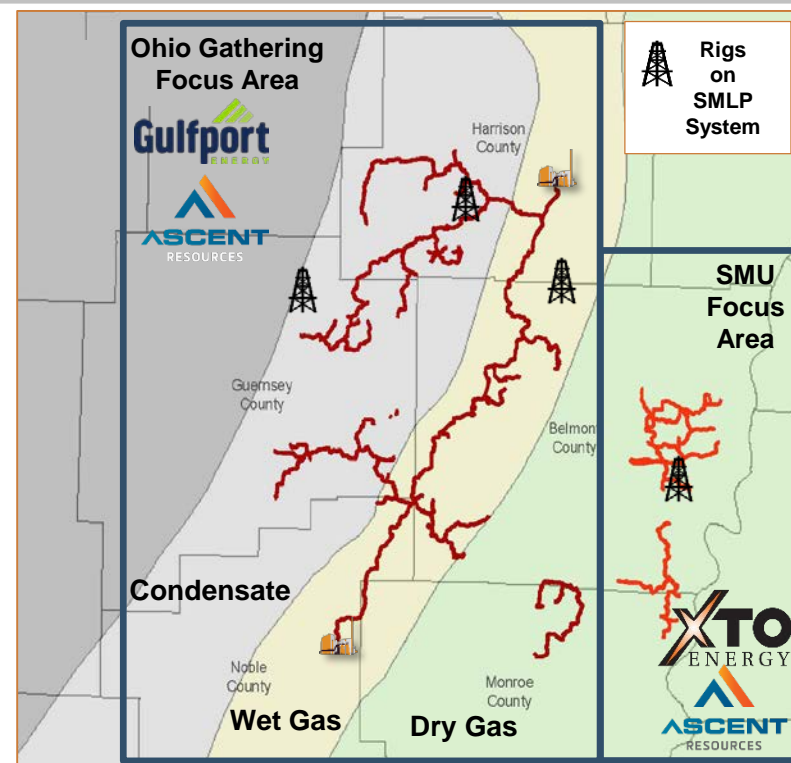 Ohio Gathering
Focus Area
Gulfport
ENERGY
ASCENT
RESOURCES
Rigs
on
SMLP
System
Harrison
County
SMU
Focus
Area
Guernsey
County
Belmont
County
Condensate
Noble
County
Wet Gas
Monroe
County
Dry Gas
XTO
ENERGY
ASCENT
RESOURCES